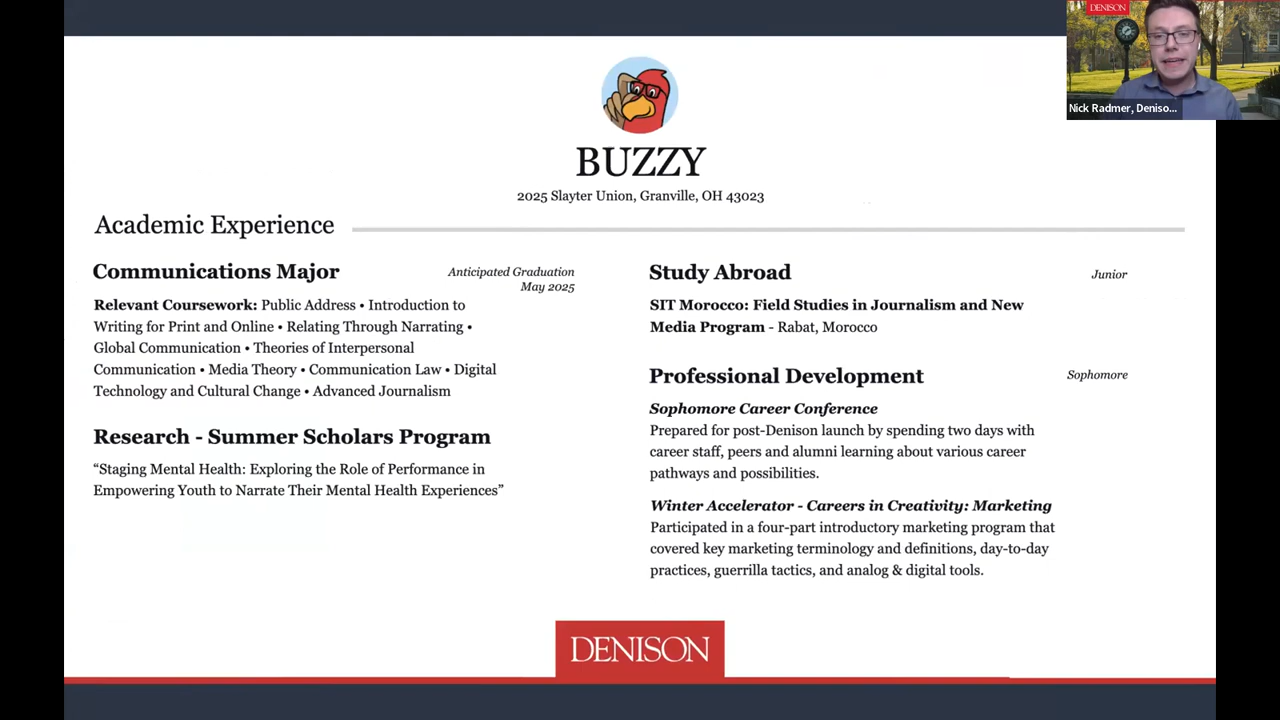 DENISON
Nick Radmer, Deniso...
BUZZY
2025 Slayter Union, Granville, OH 43023
Academic Experience
Communications Major
Anticipated Graduation
May 2025
Relevant Coursework: Public Address • Introduction to
Writing for Print and Online • Relating Through Narrating •
Global Communication • Theories of Interpersonal
Communication • Media Theory • Communication Law • Digital
Technology and Cultural Change • Advanced Journalism
Research - Summer Scholars Program
“Staging Mental Health: Exploring the Role of Performance in
Empowering Youth to Narrate Their Mental Health Experiences”
Study Abroad
Junior
SIT Morocco: Field Studies in Journalism and New
Media Program - Rabat, Morocco
Professional Development
Sophomore
Sophomore Career Conference
Prepared for post-Denison launch by spending two days with
career staff, peers and alumni learning about various career
pathways and possibilities.
Winter Accelerator - Careers in Creativity: Marketing
Participated in a four-part introductory marketing program that
covered key marketing terminology and definitions, day-to-day
practices, guerrilla tactics, and analog & digital tools.
DENISON